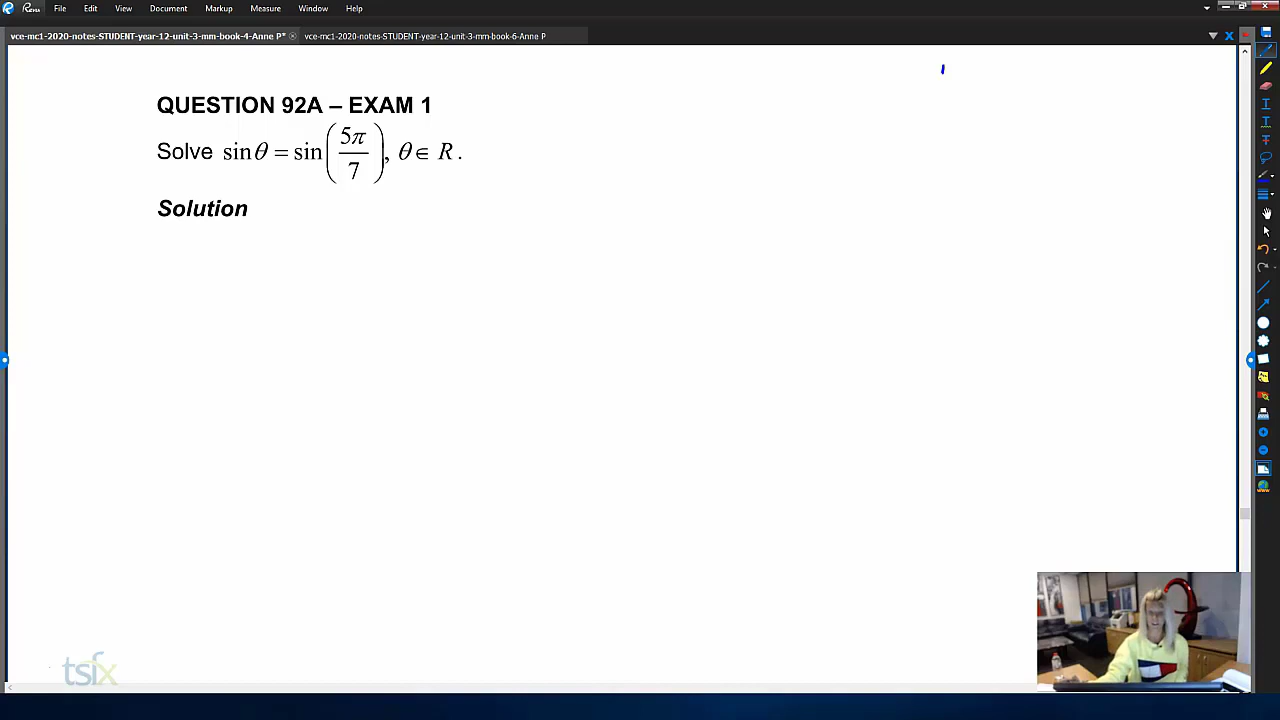 File Edit View Document Markup Measure Window Help
vce-mc1-2020-notes-STUDENT-year-12-unit-3-mm-book-4-Anne P* vce-mc1-2020-notes-STUDENT-year-12-unit-3-mm-book-6-Anne P
QUESTION 92A – EXAM 1
Solve sin θ = sin(5π/7), θ ∈ R.
Solution
tsfx